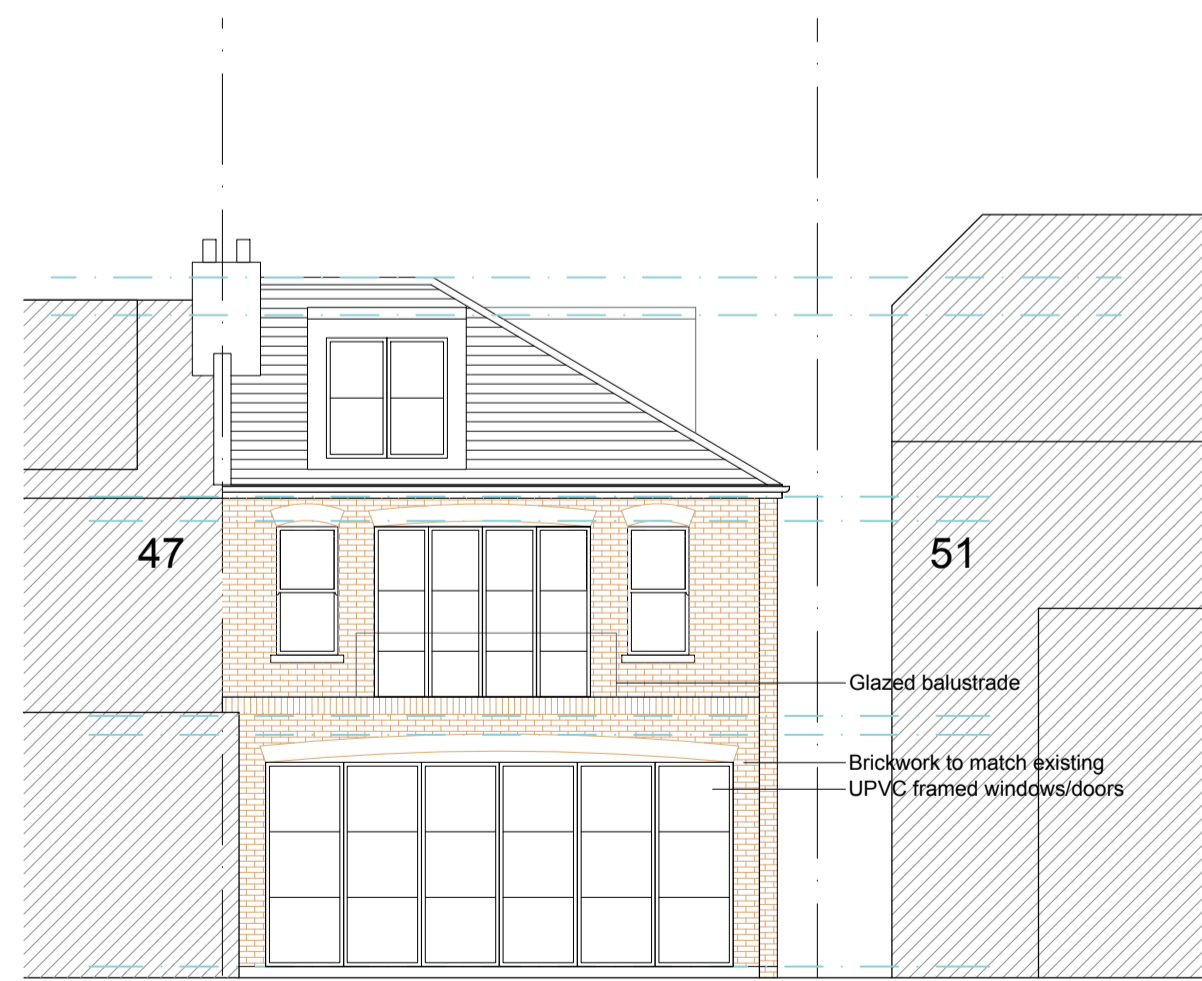 47
51
Glazed balustrade
Brickwork to match existing
UPVC framed windows/doors